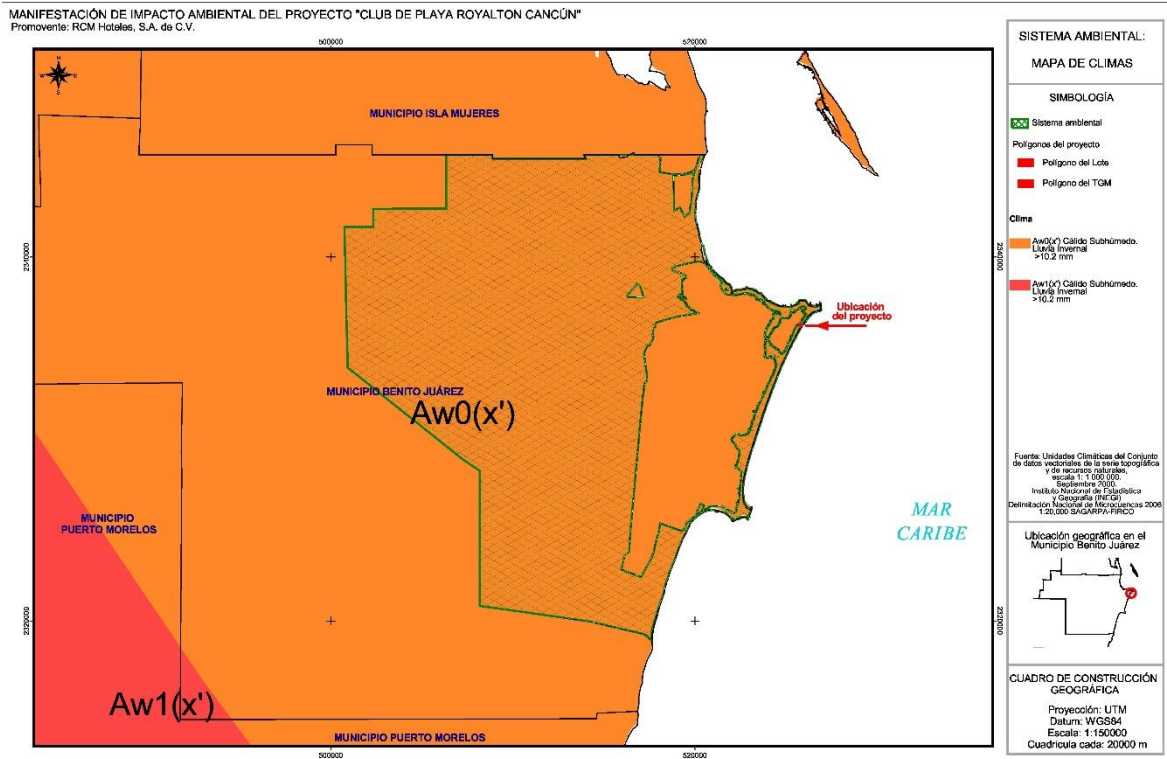 MANIFESTACIÓN DE IMPACTO AMBIENTAL DEL PROYECTO "CLUB DE PLAYA ROYALTON CANCÚN"
Promovente: RCM Hoteles, S.A. de C.V.
500000
520000
MUNICIPIO ISLA MUJERES
2340000
2340000
Ubicación
del proyecto
MUNICIPIO BENITO JUÁREZ
Aw0(x')
MUNICIPIO
PUERTO MORELOS
MAR
CARIBE
2320000
2320000
Aw1(x')
MUNICIPIO PUERTO MORELOS
500000
520000
SISTEMA AMBIENTAL:
MAPA DE CLIMAS
SIMBOLOGÍA
Sistema ambiental
Polígonos del proyecto
Polígono del Lote
Polígono del TGM
Clima
Aw0(x') Cálido Subhúmedo.
Lluvia Invernal
>10.2 mm
Aw1(x') Cálido Subhúmedo.
Lluvia Invernal
>10.2 mm
Fuente: Unidades Climáticas del Conjunto
de datos vectoriales de la serie topográfica
y de recursos naturales,
escala 1: 1 000 000.
Septiembre 2000.
Instituto Nacional de Estadística
y Geografía (INEGI)
Delimitación Nacional de Microcuencas 2006
1:20,000 SAGARPA-FIRCO
Ubicación geográfica en el
Municipio Benito Juárez
CUADRO DE CONSTRUCCIÓN
GEOGRÁFICA
Proyección: UTM
Datum: WGS84
Escala: 1:150000
Cuadrícula cada: 20000 m